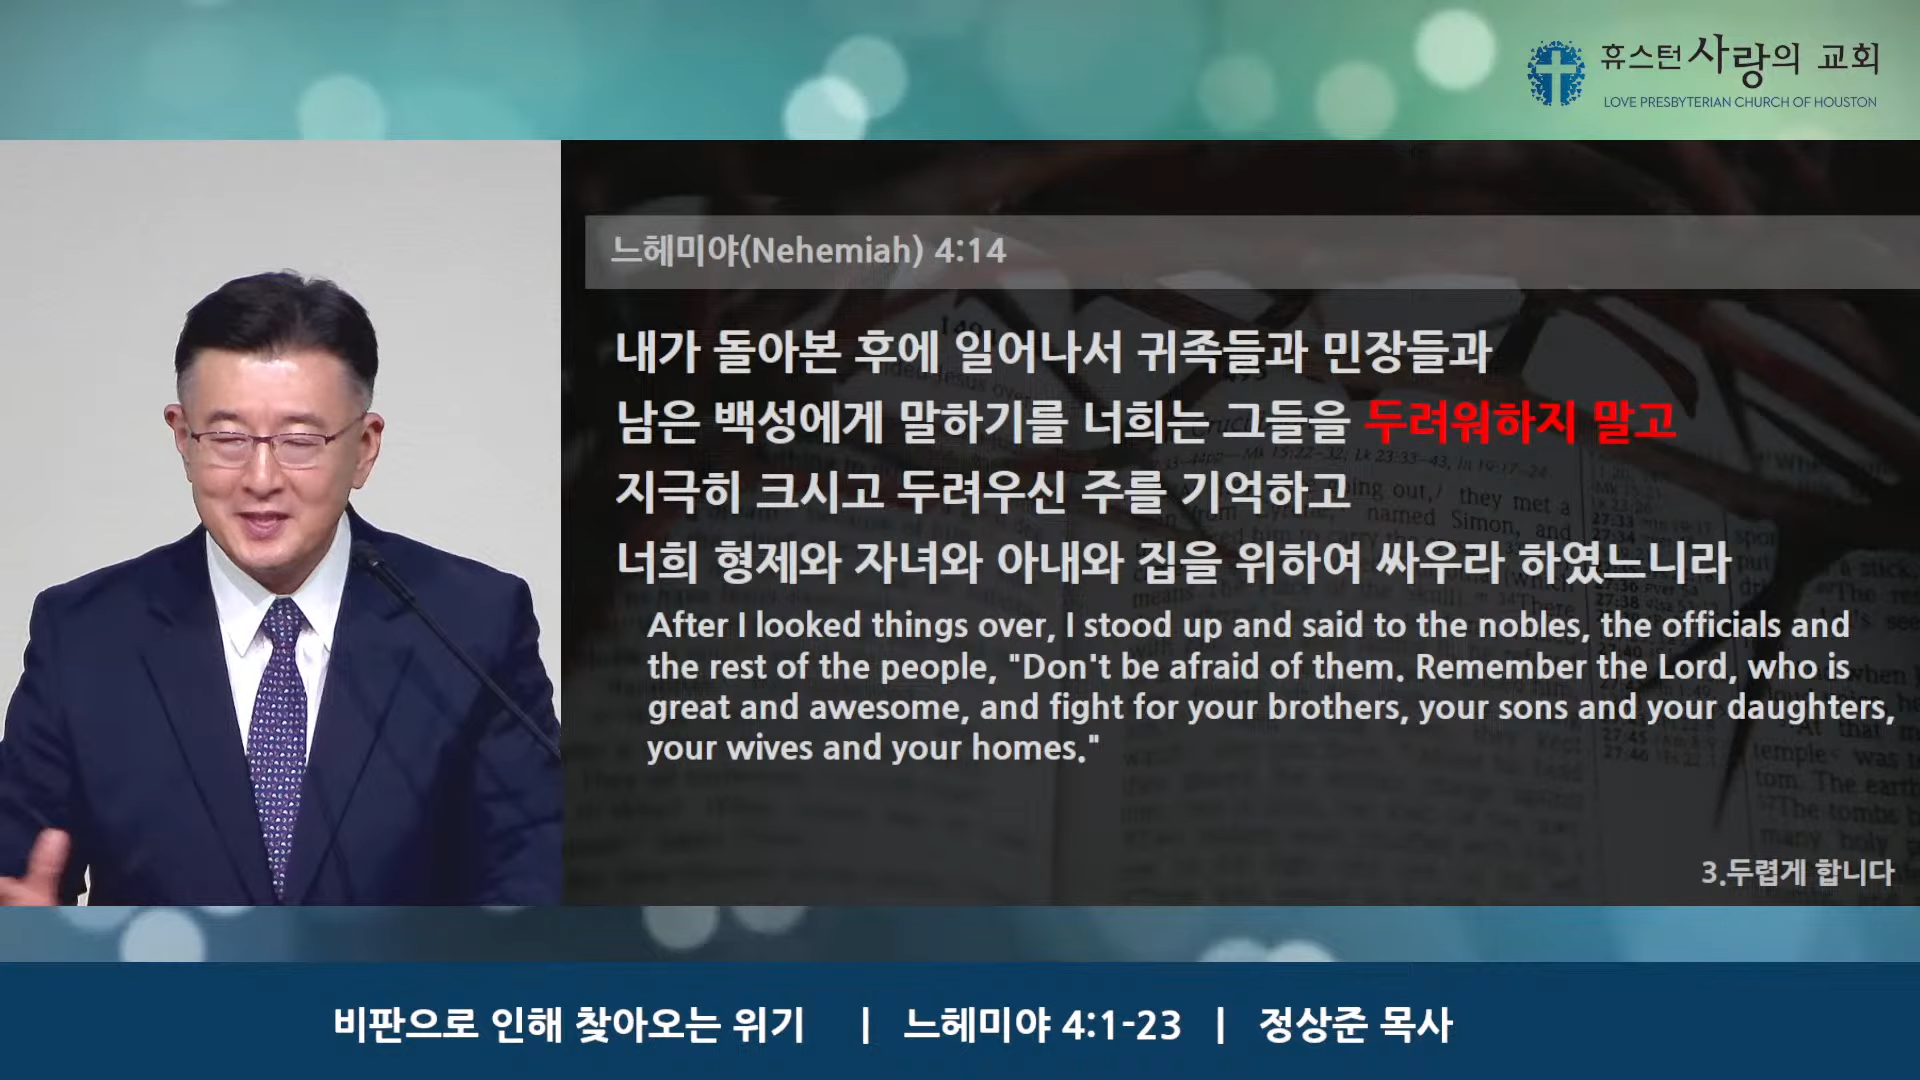 휴스턴 사랑의 교회
LOVE PRESBYTERIAN CHURCH OF HOUSTON
느헤미야(Nehemiah) 4:14
내가 돌아본 후에 일어나서 귀족들과 민장들과
남은 백성에게 말하기를 너희는 그들을 두려워하지 말고
지극히 크시고 두려우신 주를 기억하고
너희 형제와 자녀와 아내와 집을 위하여 싸우라 하였느니라
After I looked things over, I stood up and said to the nobles, the officials and
the rest of the people, "Don't be afraid of them. Remember the Lord, who is
great and awesome, and fight for your brothers, your sons and your daughters,
your wives and your homes."
3.두렵게 합니다
비판으로 인해 찾아오는 위기 | 느헤미야 4:1-23 | 정상준 목사